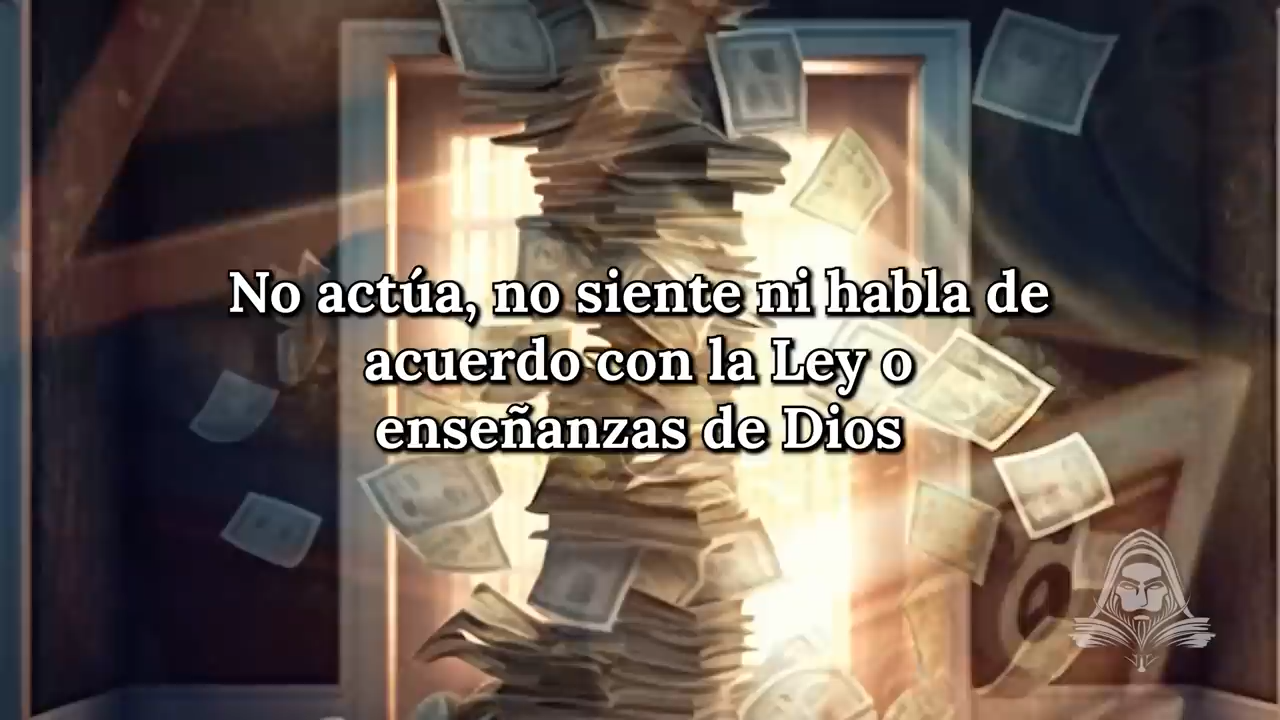 No actúa, no siente ni habla de
acuerdo con la Ley o
enseñanzas de Dios